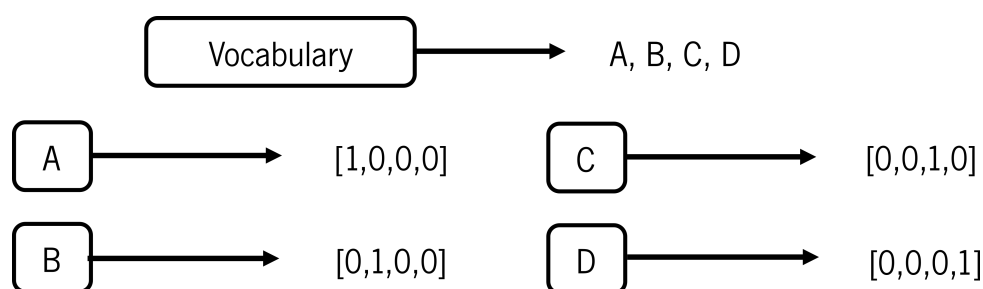 Vocabulary A, B, C, D
A [1,0,0,0] C [0,0,1,0]
B [0,1,0,0] D [0,0,0,1]